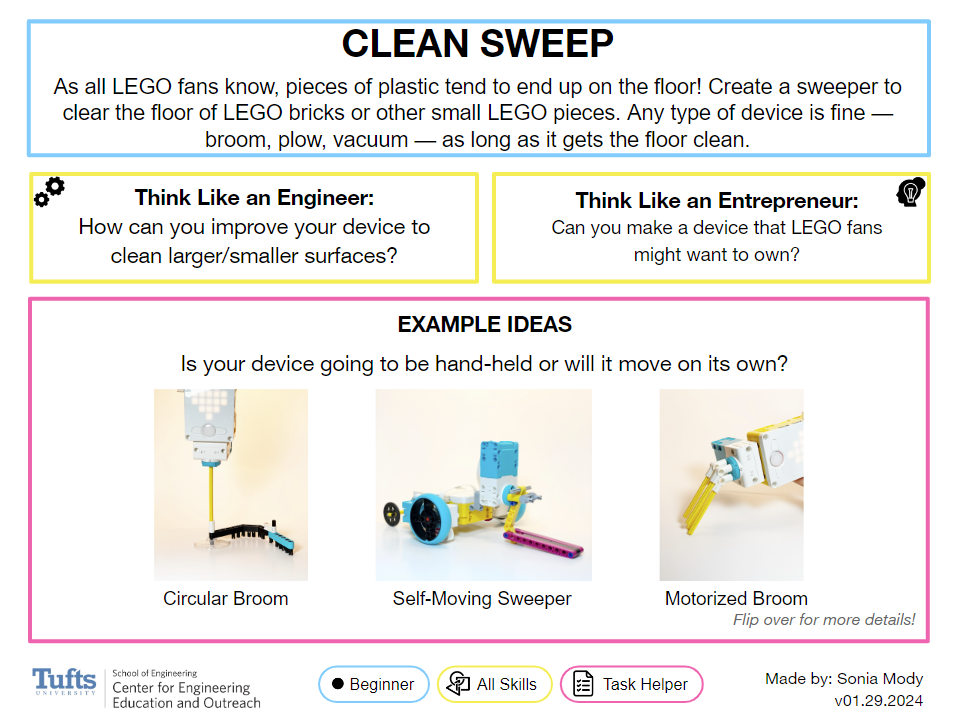 CLEAN SWEEP
As all LEGO fans know, pieces of plastic tend to end up on the floor! Create a sweeper to
clear the floor of LEGO bricks or other small LEGO pieces. Any type of device is fine —
broom, plow, vacuum — as long as it gets the floor clean.
Think Like an Engineer:
How can you improve your device to
clean larger/smaller surfaces?
Think Like an Entrepreneur:
Can you make a device that LEGO fans
might want to own?
EXAMPLE IDEAS
Is your device going to be hand-held or will it move on its own?
Circular Broom
Self-Moving Sweeper
Motorized Broom
Flip over for more details!
Tufts
UNIVERSITY
School of Engineering
Center for Engineering
Education and Outreach
Beginner
All Skills
Task Helper
Made by: Sonia Mody
v01.29.2024